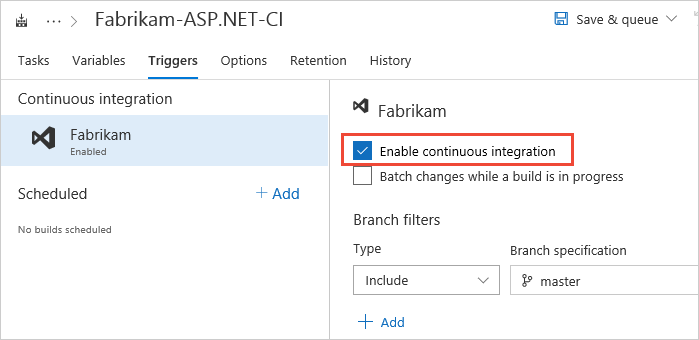 ... > Fabrikam-ASP.NET-CI
Save & queue
Tasks Variables Triggers Options Retention History
Continuous integration
Fabrikam
Enabled
Scheduled + Add
No builds scheduled
Fabrikam
Enable continuous integration
Batch changes while a build is in progress
Branch filters
Type Branch specification
Include master
+ Add